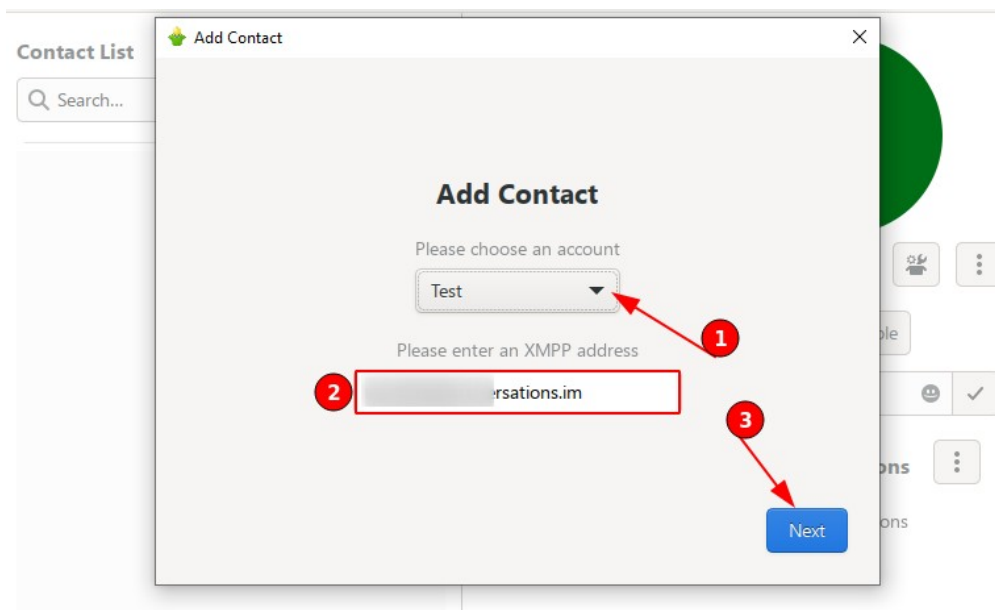 Add Contact
Contact List
Search...
Add Contact
Please choose an account
Test
1
Please enter an XMPP address
2
rsations.im
3
Next
ons
ons